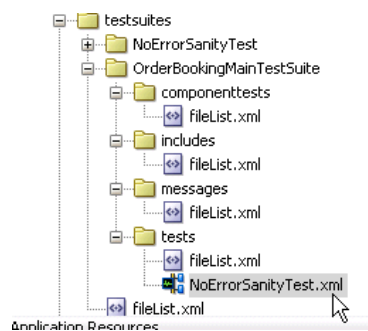 testsuites
NoErrorSanityTest
OrderBookingMainTestSuite
componenttests
fileList.xml
includes
fileList.xml
messages
fileList.xml
tests
fileList.xml
NoErrorSanityTest.xml
fileList.xml
Application Resources